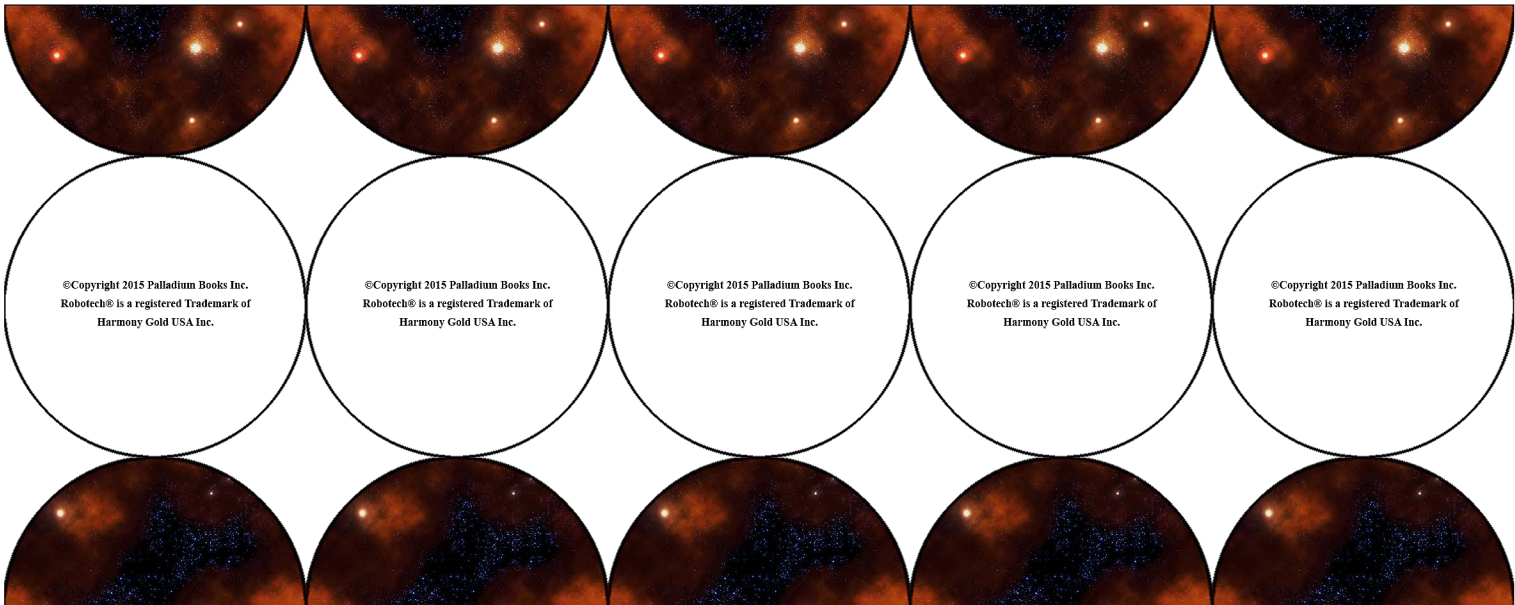 ©Copyright 2015 Palladium Books Inc.
Robotech® is a registered Trademark of
Harmony Gold USA Inc.
©Copyright 2015 Palladium Books Inc.
Robotech® is a registered Trademark of
Harmony Gold USA Inc.
©Copyright 2015 Palladium Books Inc.
Robotech® is a registered Trademark of
Harmony Gold USA Inc.
©Copyright 2015 Palladium Books Inc.
Robotech® is a registered Trademark of
Harmony Gold USA Inc.
©Copyright 2015 Palladium Books Inc.
Robotech® is a registered Trademark of
Harmony Gold USA Inc.